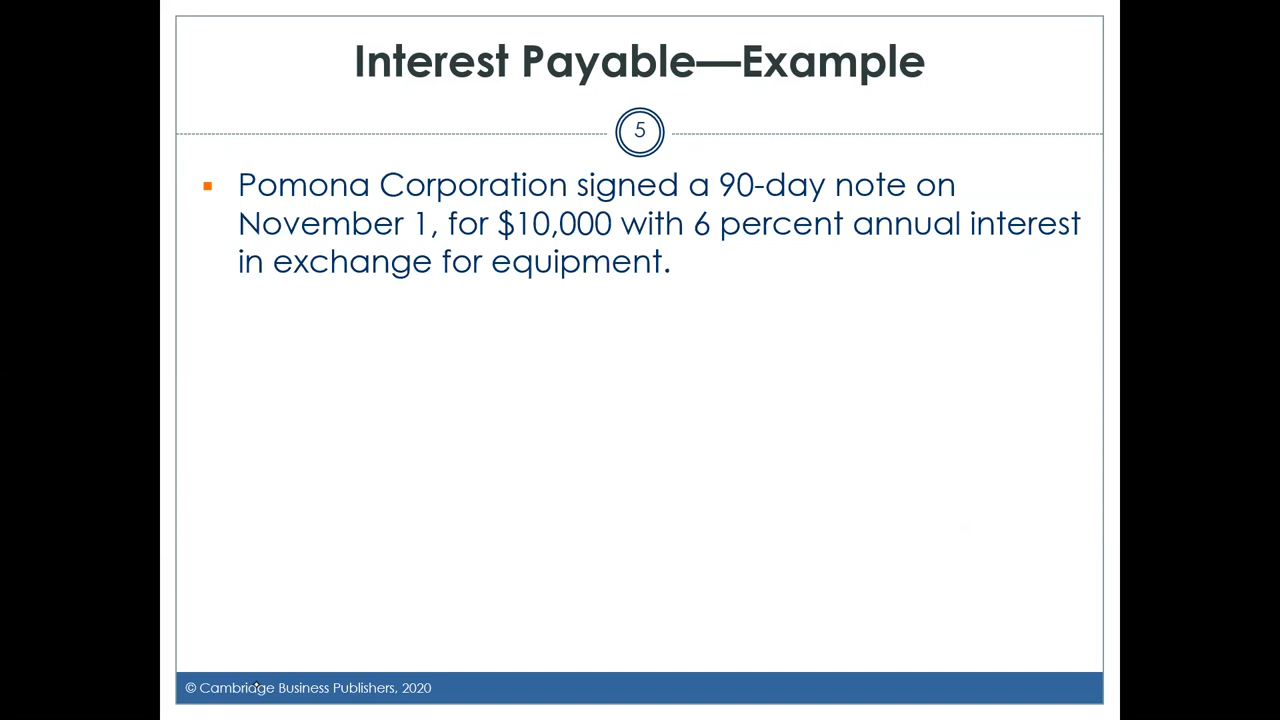 Interest Payable—Example
5
▪ Pomona Corporation signed a 90-day note on
November 1, for $10,000 with 6 percent annual interest
in exchange for equipment.
© Cambridge Business Publishers, 2020